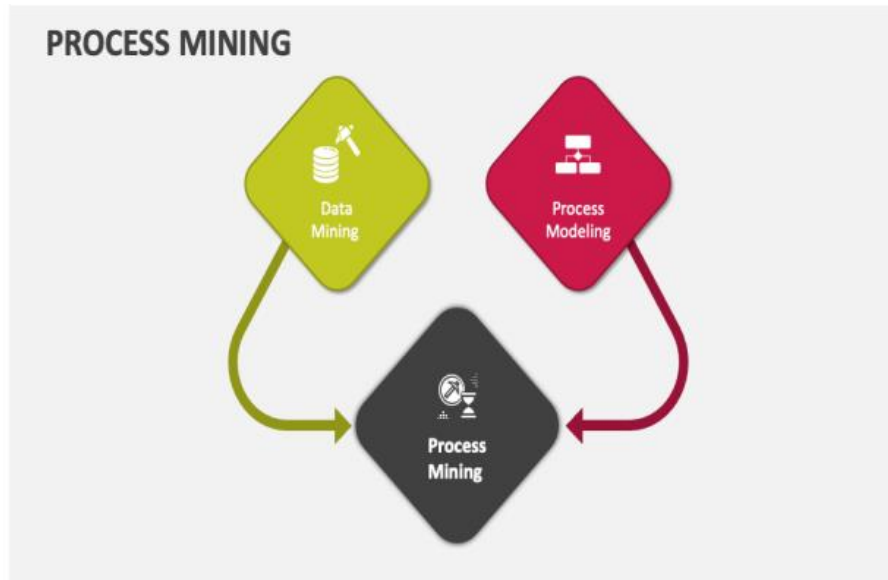 PROCESS MINING
Data
Mining
Process
Modeling
Process
Mining